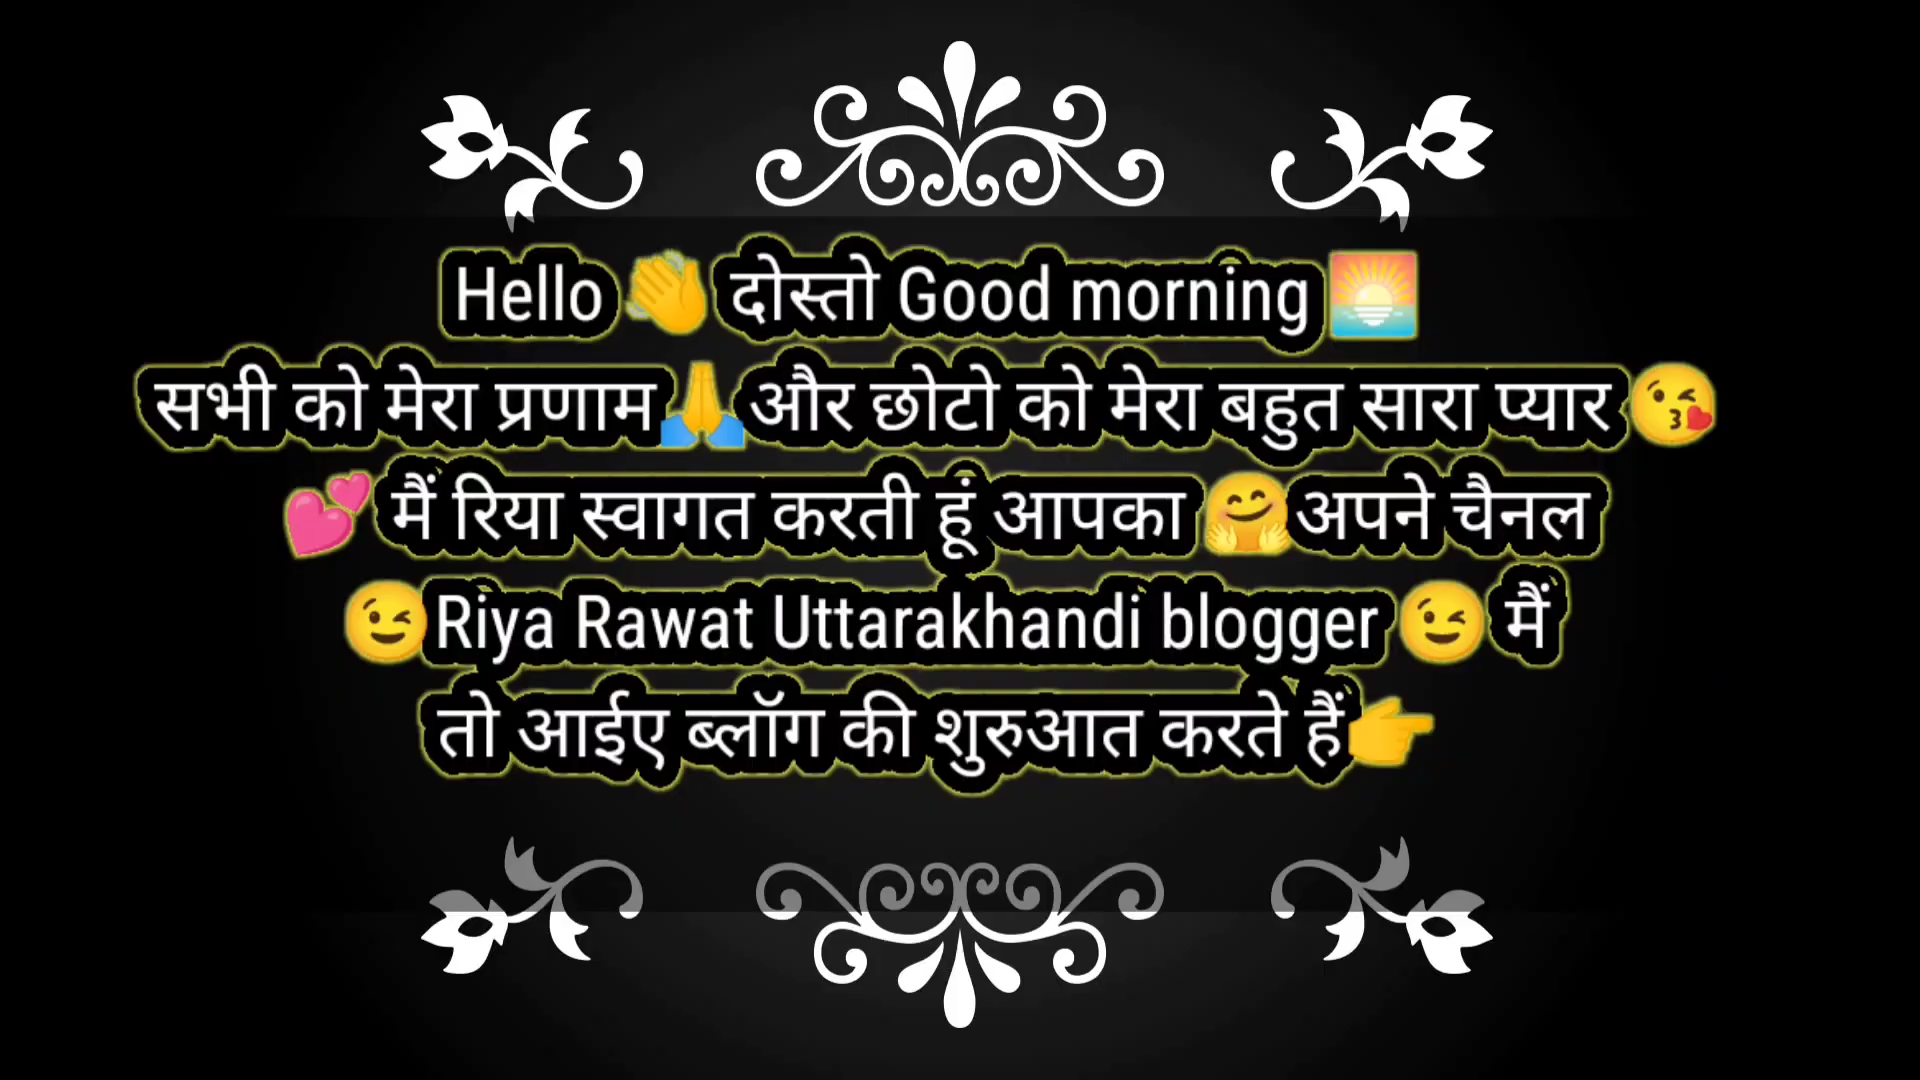 Hello 👋 दोस्तो Good morning 🌅
सभी को मेरा प्रणाम🙏और छोटो को मेरा बहुत सारा प्यार 😘
💕 मैं रिया स्वागत करती हूं आपका 🤗अपने चैनल
😉Riya Rawat Uttarakhandi blogger 😉 मैं
तो आईए ब्लॉग की शुरुआत करते हैं👉